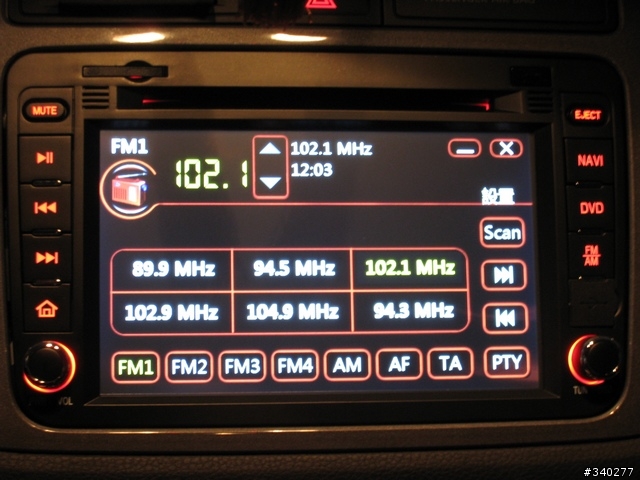 MUTE
EJECT
NAVI
DVD
FM
AM
VOL
FM1
102.1
102.1 MHz
12:03
設置
Scan
89.9 MHz 94.5 MHz 102.1 MHz
102.9 MHz 104.9 MHz 94.3 MHz
FM1 FM2 FM3 FM4 AM AF TA PTY
#340277